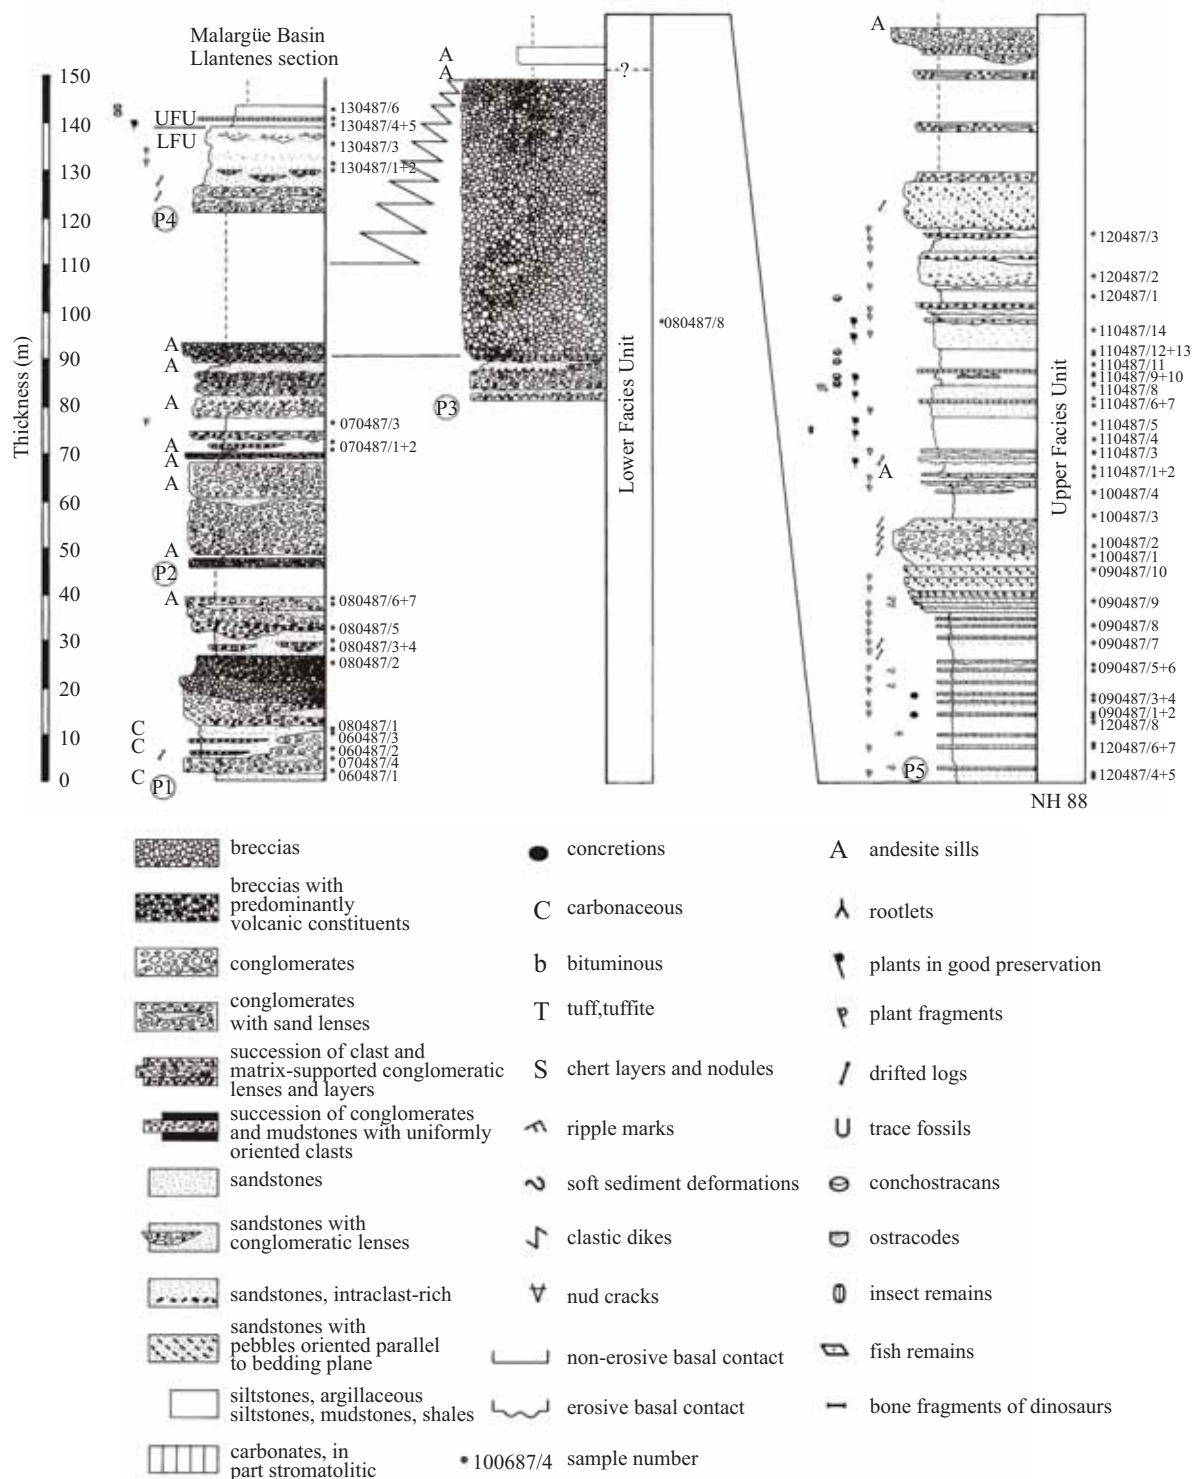 Malargüe Basin
Llantenes section
Thickness (m)
150
140
130
120
110
100
90
80
70
60
50
40
30
20
10
0
UFU
LFU
P4
A
A
A
A
A
A
A
P2
A
C
C
C
P1
130487/6
130487/4+5
130487/3
130487/1+2
070487/3
070487/1+2
080487/6+7
080487/5
080487/3+4
080487/2
080487/1
060487/3
060487/2
070487/4
060487/1
A
A
P3
?
080487/8
Lower Facies Unit
A
A
P5
Upper Facies Unit
120487/3
120487/2
120487/1
110487/14
110487/12+13
110487/11
110487/9+10
110487/8
110487/6+7
110487/5
110487/4
110487/3
110487/1+2
100487/4
100487/3
100487/2
100487/1
090487/10
090487/9
090487/8
090487/7
090487/5+6
090487/3+4
090487/1+2
120487/8
120487/6+7
120487/4+5
NH 88
breccias
breccias with
predominantly
volcanic constituents
conglomerates
conglomerates
with sand lenses
succession of clast and
matrix-supported conglomeratic
lenses and layers
succession of conglomerates
and mudstones with uniformly
oriented clasts
sandstones
sandstones with
conglomeratic lenses
sandstones, intraclast-rich
sandstones with
pebbles oriented parallel
to bedding plane
siltstones, argillaceous
siltstones, mudstones, shales
carbonates, in
part stromatolitic
concretions
C carbonaceous
b bituminous
T tuff,tuffite
S chert layers and nodules
ripple marks
soft sediment deformations
clastic dikes
nud cracks
non-erosive basal contact
erosive basal contact
100687/4 sample number
A andesite sills
rootlets
plants in good preservation
plant fragments
drifted logs
trace fossils
conchostracans
ostracodes
insect remains
fish remains
bone fragments of dinosaurs